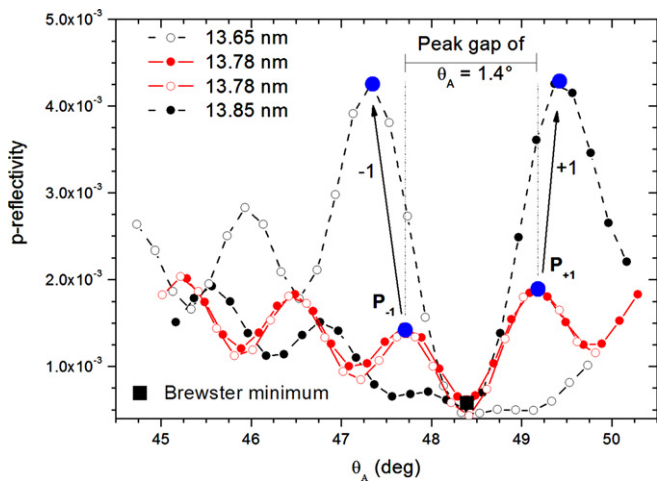 5.0x10⁻³
4.0x10⁻³
3.0x10⁻³
2.0x10⁻³
1.0x10⁻³
p-reflectivity
13.65 nm
13.78 nm
13.78 nm
13.85 nm
Peak gap of
θ_A = 1.4°
-1
+1
P₋₁
P₊₁
Brewster minimum
45 46 47 48 49 50
θ_A (deg)